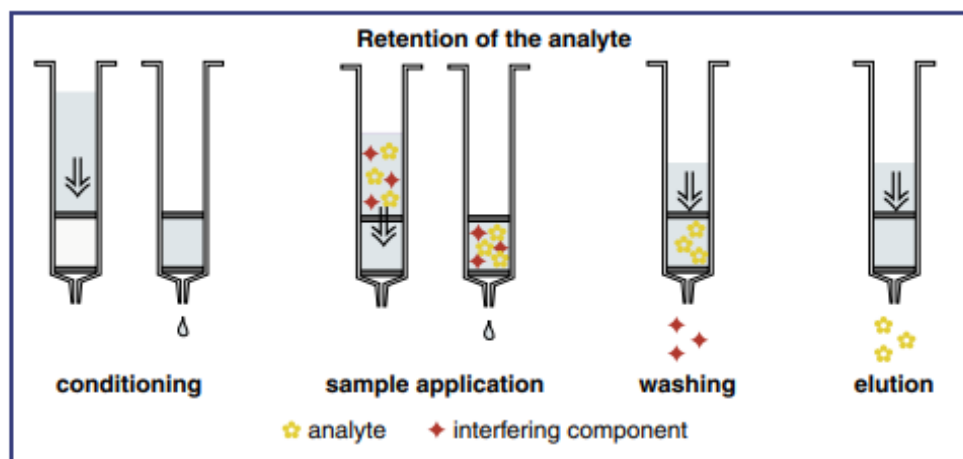 Retention of the analyte
conditioning
sample application
washing
elution
analyte
interfering component